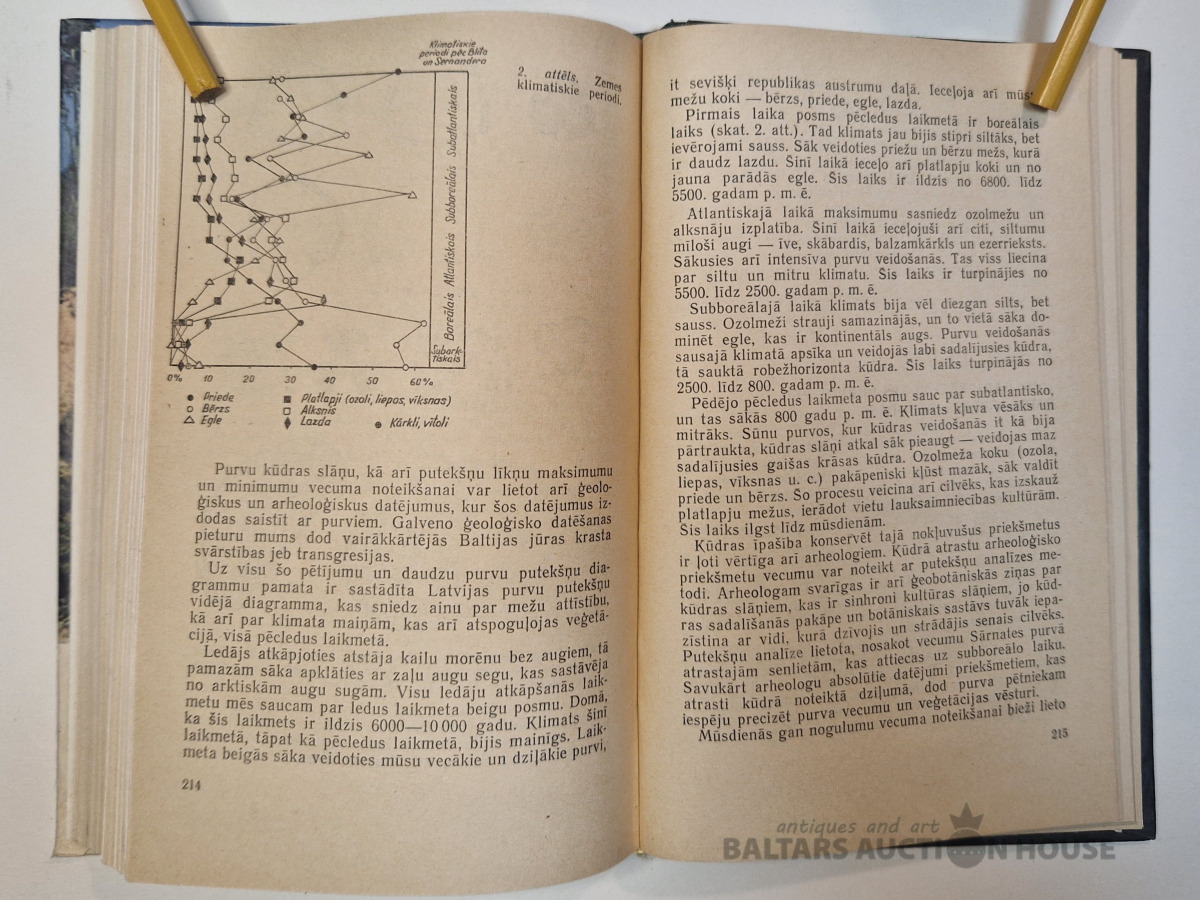 Klimatiskie
periodi pēc Blita
un Sernandera
Subatlantiskais
Subboreālais
Atlantiskais
Boreālais
Subark-
tiskais
0% 10 20 30 40 50 60%
Priede
Bērzs
Egle
Platlapji (ozoli, liepas, vīksnas)
Alksnis
Lazda
Kārkli, vītoli
2. attēls. Zemes
klimatiskie periodi.
Purvu kūdras slāņu, kā arī putekšņu līkņu maksimumu
un minimumu vecuma noteikšanai var lietot arī ģeolo-
ģiskus un arheoloģiskus datējumus, kur šos datējumus iz-
dodas saistīt ar purviem. Galveno ģeoloģisko datēšanas
pieturu mums dod vairākkārtējās Baltijas jūras krasta
svārstības jeb transgresijas.
Uz visu šo pētījumu un daudzu purvu putekšņu dia-
grammu pamata ir sastādīta Latvijas purvu putekšņu
vidējā diagramma, kas sniedz ainu par mežu attīstību,
kā arī par klimata maiņām, kas arī atspoguļojas veģetā-
cijā, visā pēcledus laikmetā.
Ledājs atkāpjoties atstāja kailu morēnu bez augiem, tā
pamazām sāka apklāties ar zaļu augu segu, kas sastāvēja
no arktiskām augu sugām. Visu ledāju atkāpšanās laik-
metu mēs saucam par ledus laikmeta beigu posmu. Domā,
ka šis laikmets ir ildzis 6000—10 000 gadu. Klimats šinī
laikmetā, tāpat kā pēcledus laikmetā, bijis mainīgs. Laik-
meta beigās sāka veidoties mūsu vecākie un dziļākie purvi,
214
it sevišķi republikas austrumu daļā. Ieceļoja arī mūsu
mežu koki — bērzs, priede, egle, lazda.
Pirmais laika posms pēcledus laikmetā ir boreālais
laiks (skat. 2. att.). Tad klimats jau bijis stipri siltāks, bet
ievērojami sauss. Sāk veidoties priežu un bērzu mežs, kurā
ir daudz lazdu. Šinī laikā ieceļo arī platlapju koki un no
jauna parādās egle. Šis laiks ir ildzis no 6800. līdz
5500. gadam p. m. ē.
Atlantiskajā laikā maksimumu sasniedz ozolmežu un
alksnāju izplatība. Šinī laikā ieceļojuši arī citi, siltumu
mīloši augi — īve, skābardis, balzamkārkls un ezerrieksts.
Sākusies arī intensīva purvu veidošanās. Tas viss liecina
par siltu un mitru klimatu. Šis laiks ir turpinājies no
5500. līdz 2500. gadam p. m. ē.
Subboreālajā laikā klimats bija vēl diezgan silts, bet
sauss. Ozolmeži strauji samazinājās, un to vietā sāka do-
minēt egle, kas ir kontinentāls augs. Purvu veidošanās
sausajā klimatā apsīka un veidojās labi sadalījusies kūdra,
tā sauktā robežhorizonta kūdra. Šis laiks turpinājās no
2500. līdz 800. gadam p. m. ē.
Pēdējo pēcledus laikmeta posmu sauc par subatlantisko,
un tas sākās 800 gadu p. m. ē. Klimats kļuva vēsāks un
mitrāks. Sūnu purvos, kur kūdras veidošanās it kā bija
pārtraukta, kūdras slāņi atkal sāk pieaugt — veidojas maz
sadalījusies gaišas krāsas kūdra. Ozolmeža koku (ozola,
liepas, vīksnas u. c.) pakāpeniski kļūst mazāk, sāk valdīt
priede un bērzs. Šo procesu veicina arī cilvēks, kas izskauž
platlapju mežus, ierādot vietu lauksaimniecības kultūrām.
Šis laiks ilgst līdz mūsdienām.
Kūdras īpašība konservēt tajā nokļuvušus priekšmetus
ir ļoti vērtīga arī arheologiem. Kūdrā atrastu arheoloģisko
priekšmetu vecumu var noteikt ar putekšņu analīzes me-
todi. Arheologam svarīgas ir arī ģeobotāniskās ziņas par
kūdras slāņiem, kas ir sinhroni kultūras slāņiem, jo kūd-
ras sadalīšanās pakāpe un botāniskais sastāvs tuvāk iepa-
zīstina ar vidi, kurā dzīvojis un strādājis senais cilvēks.
Putekšņu analīze lietota, nosakot vecumu Sārnates purvā
atrastajām senlietām, kas attiecas uz subboreālo laiku.
Savukārt arheologu absolūtie datējumi priekšmetiem, kas
atrasti kūdrā noteiktā dziļumā, dod purva pētniekam
iespēju precizēt purva vecumu un veģetācijas vēsturi.
Mūsdienās gan nogulumu vecuma noteikšanai bieži lieto
215
antiques and art
BALTARS AUCTION HOUSE